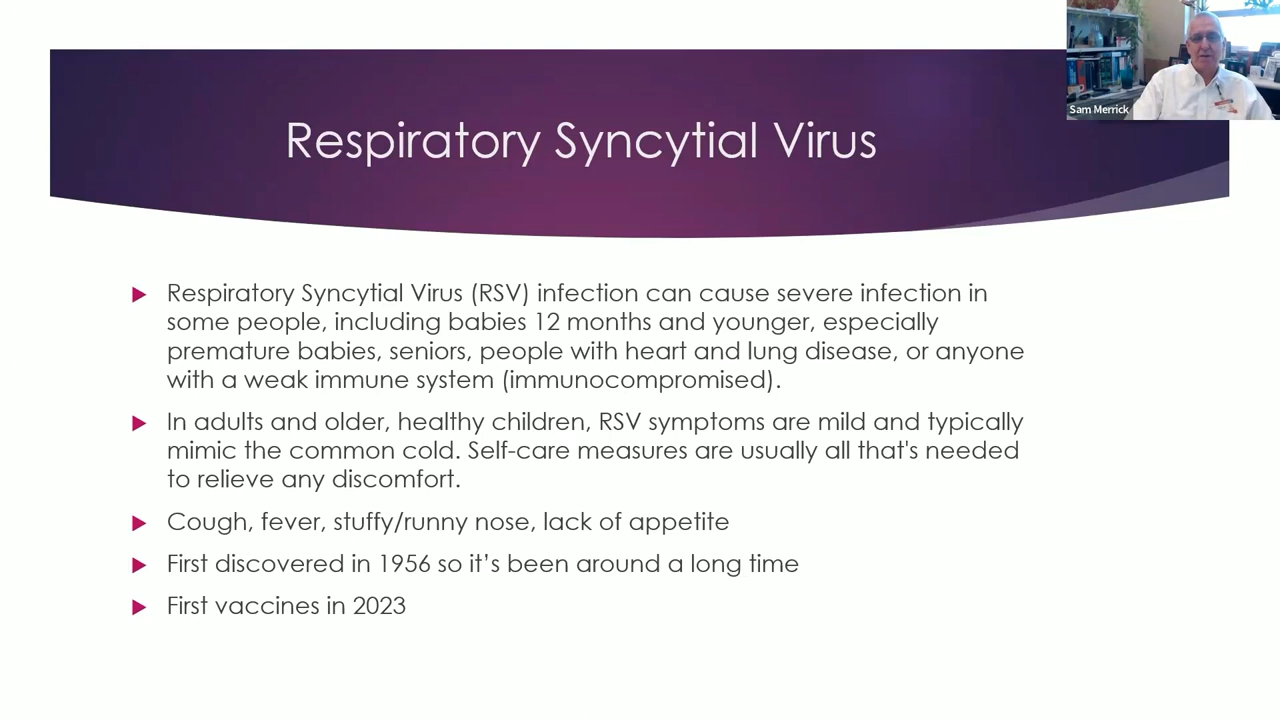 Sam Merrick
Respiratory Syncytial Virus
Respiratory Syncytial Virus (RSV) infection can cause severe infection in
some people, including babies 12 months and younger, especially
premature babies, seniors, people with heart and lung disease, or anyone
with a weak immune system (immunocompromised).
In adults and older, healthy children, RSV symptoms are mild and typically
mimic the common cold. Self-care measures are usually all that's needed
to relieve any discomfort.
Cough, fever, stuffy/runny nose, lack of appetite
First discovered in 1956 so it’s been around a long time
First vaccines in 2023